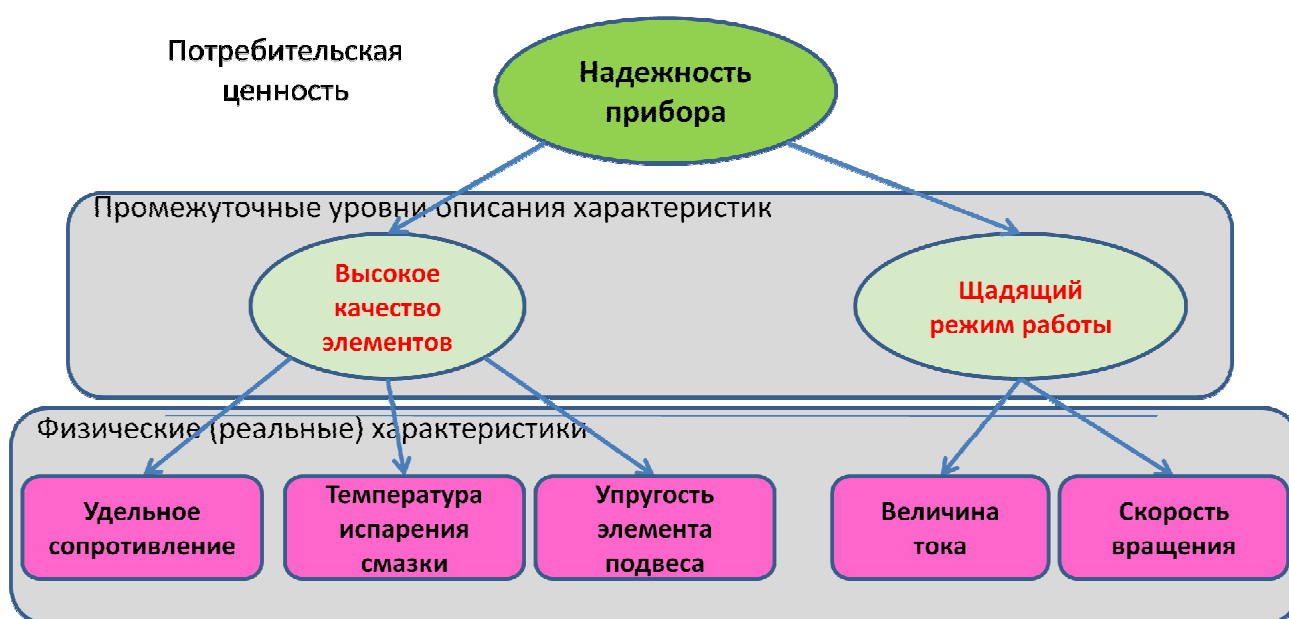 Потребительская
ценность
Надежность
прибора
Промежуточные уровни описания характеристик
Высокое
качество
элементов
Щадящий
режим работы
Физические (реальные) характеристики
Удельное
сопротивление
Температура
испарения
смазки
Упругость
элемента
подвеса
Величина
тока
Скорость
вращения